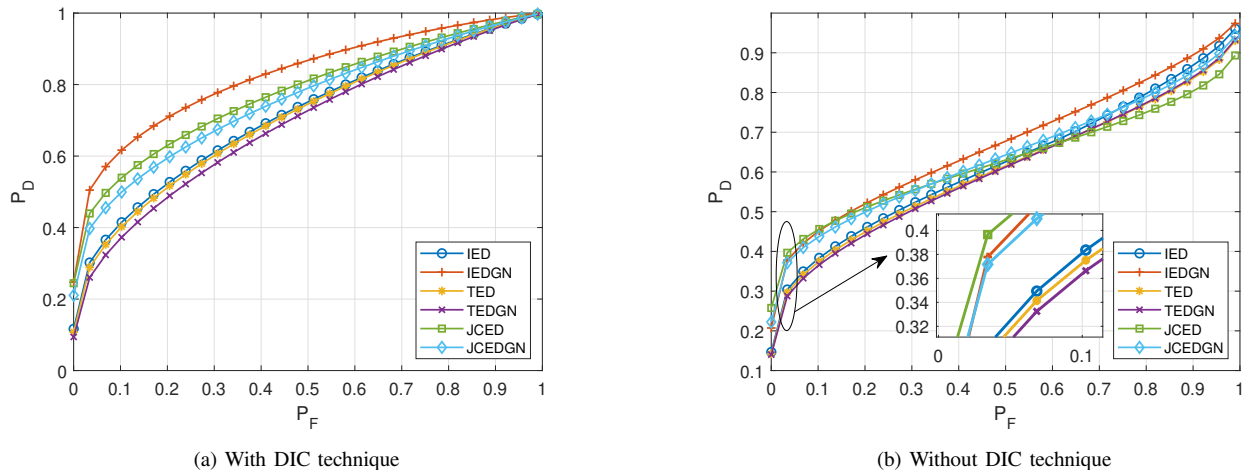 1
0.8
0.6
0.4
0.2
0
P_D
0 0.1 0.2 0.3 0.4 0.5 0.6 0.7 0.8 0.9 1
P_F
IED
IEDGN
TED
TEDGN
JCED
JCEDGN
(a) With DIC technique
0.9
0.8
0.7
0.6
0.5
0.4
0.3
0.2
0.1
P_D
0 0.1 0.2 0.3 0.4 0.5 0.6 0.7 0.8 0.9 1
P_F
0.4
0.38
0.36
0.34
0.32
0 0.1
IED
IEDGN
TED
TEDGN
JCED
JCEDGN
(b) Without DIC technique